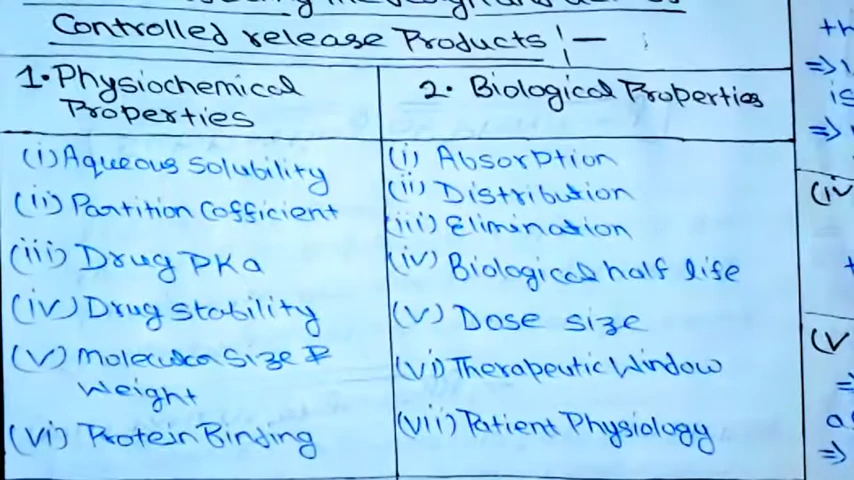 Controlled release Products :—
1. Physiochemical Properties
2. Biological Properties
(i) Aqueous Solubility
(ii) Partition Cofficient
(iii) Drug PKa
(iv) Drug stability
(v) Molecular Size &
Weight
(vi) Protein Binding
(i) Absorption
(ii) Distribution
(iii) Elimination
(iv) Biological half life
(v) Dose size
(vi) Therapeutic Window
(vii) Patient Physiology
(iv
(v